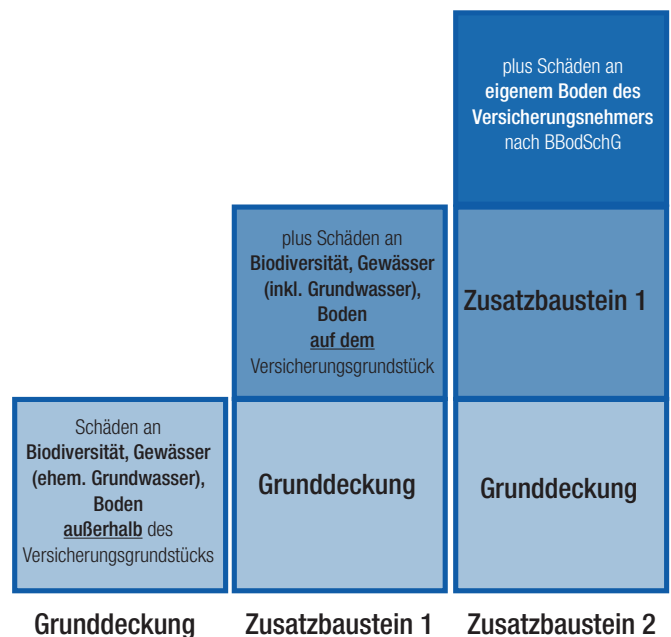 plus Schäden an
eigenem Boden des
Versicherungsnehmers
nach BBodSchG
plus Schäden an
Biodiversität, Gewässer
(inkl. Grundwasser),
Boden
auf dem
Versicherungsgrundstück
Zusatzbaustein 1
Schäden an
Biodiversität, Gewässer
(ehem. Grundwasser),
Boden
außerhalb des
Versicherungsgrundstücks
Grunddeckung
Grunddeckung
Grunddeckung
Zusatzbaustein 1
Zusatzbaustein 2